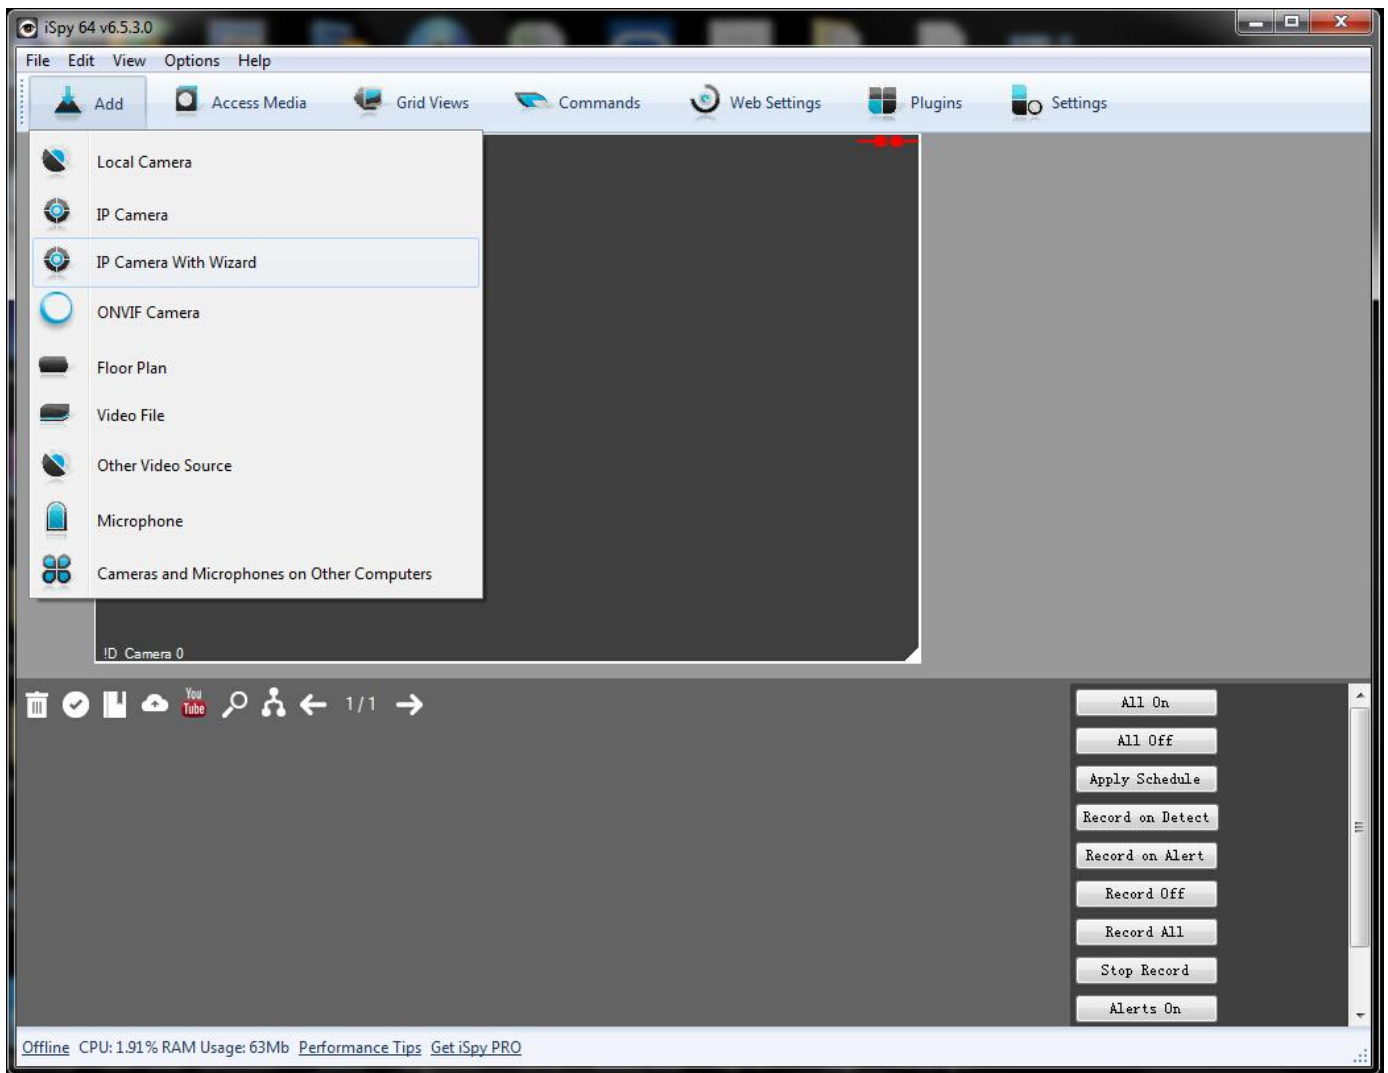 iSpy 64 v6.5.3.0
File Edit View Options Help
Add Access Media Grid Views Commands Web Settings Plugins Settings
Local Camera
IP Camera
IP Camera With Wizard
ONVIF Camera
Floor Plan
Video File
Other Video Source
Microphone
Cameras and Microphones on Other Computers
!D Camera 0
You Tube 1/1
All On
All Off
Apply Schedule
Record on Detect
Record on Alert
Record Off
Record All
Stop Record
Alerts On
Offline CPU: 1.91% RAM Usage: 63Mb Performance Tips Get iSpy PRO